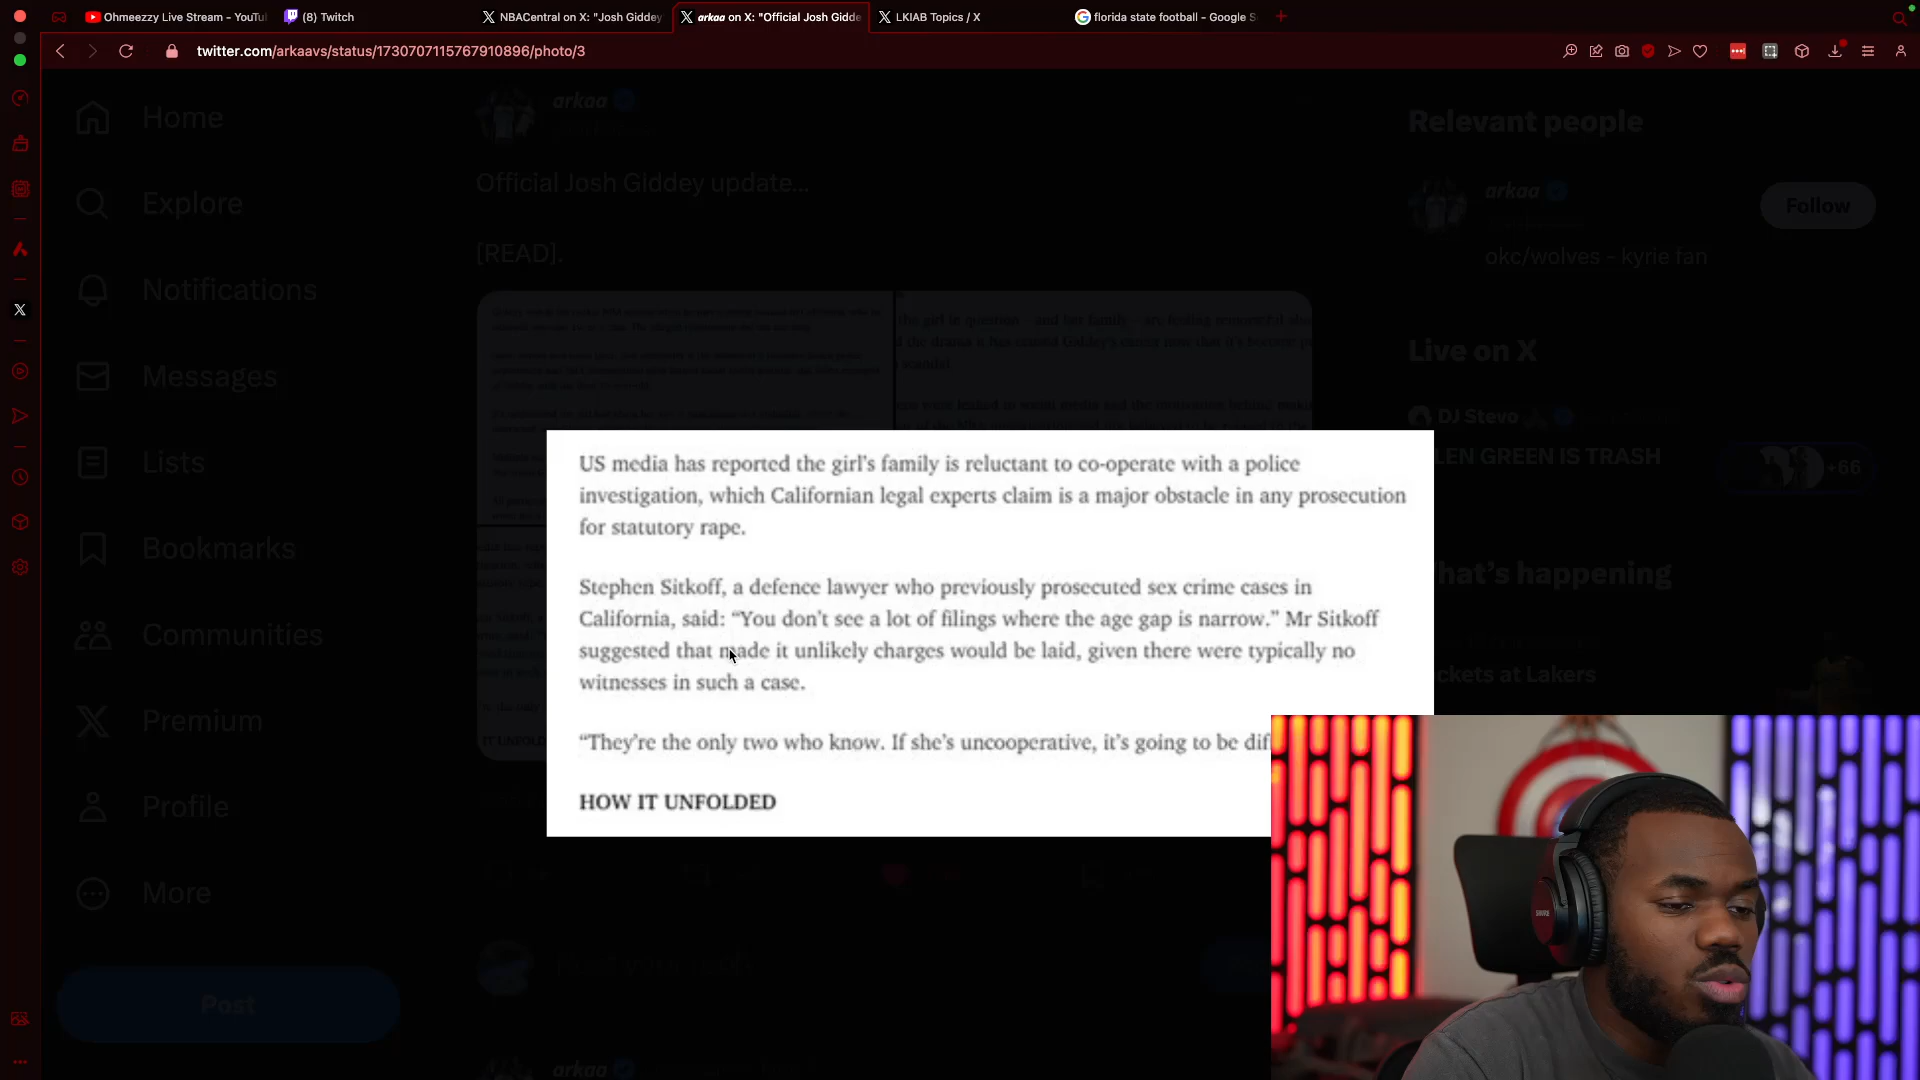 Ohmeezzy Live Stream - YouTu
(8) Twitch
NBACentral on X: "Josh Giddey
arkaa on X: "Official Josh Gidde
LKIAB Topics / X
florida state football - Google S
twitter.com/arkaavs/status/1730707115767910896/photo/3
Home
Explore
Notifications
Messages
Lists
Bookmarks
Communities
Premium
Profile
More
Post
arkaa
Official Josh Giddey update...
[READ].
US media has reported the girl's family is reluctant to co-operate with a police
investigation, which Californian legal experts claim is a major obstacle in any prosecution
for statutory rape.
Stephen Sitkoff, a defence lawyer who previously prosecuted sex crime cases in
California, said: “You don't see a lot of filings where the age gap is narrow.” Mr Sitkoff
suggested that made it unlikely charges would be laid, given there were typically no
witnesses in such a case.
“They're the only two who know. If she's uncooperative, it's going to be dif
HOW IT UNFOLDED
arkaa
Relevant people
arkaa
Follow
okc/wolves - kyrie fan
Live on X
DJ Stevo
LEN GREEN IS TRASH
+66
hat's happening
ckets at Lakers